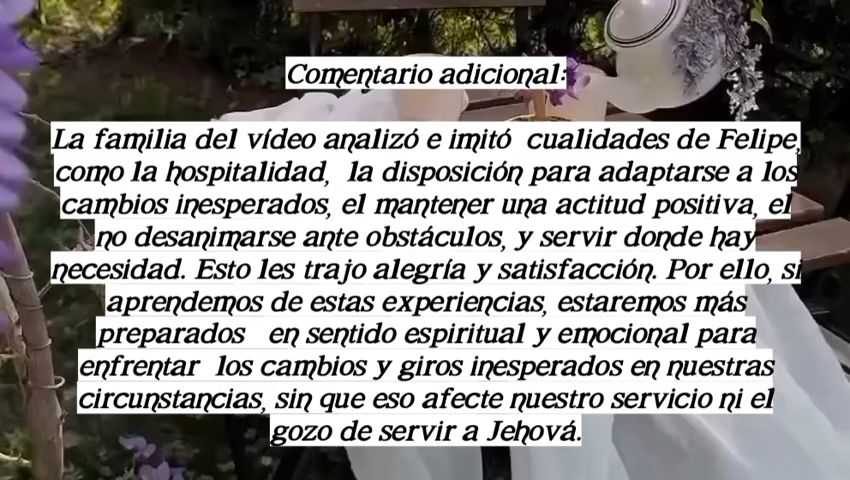 Comentario adicional:
La familia del vídeo analizó e imitó cualidades de Felipe,
como la hospitalidad, la disposición para adaptarse a los
cambios inesperados, el mantener una actitud positiva, el
no desanimarse ante obstáculos, y servir donde hay
necesidad. Esto les trajo alegría y satisfacción. Por ello, si
aprendemos de estas experiencias, estaremos más
preparados en sentido espiritual y emocional para
enfrentar los cambios y giros inesperados en nuestras
circunstancias, sin que eso afecte nuestro servicio ni el
gozo de servir a Jehová.